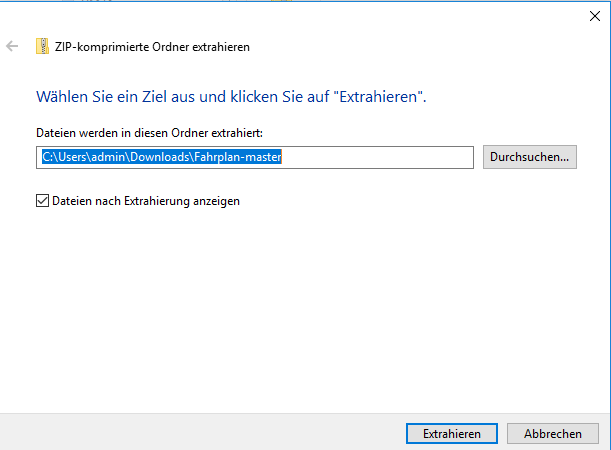 ZIP-komprimierte Ordner extrahieren
Wählen Sie ein Ziel aus und klicken Sie auf "Extrahieren".
Dateien werden in diesen Ordner extrahiert:
C:\Users\admin\Downloads\Fahrplan-master
Durchsuchen...
Dateien nach Extrahierung anzeigen
Extrahieren
Abbrechen